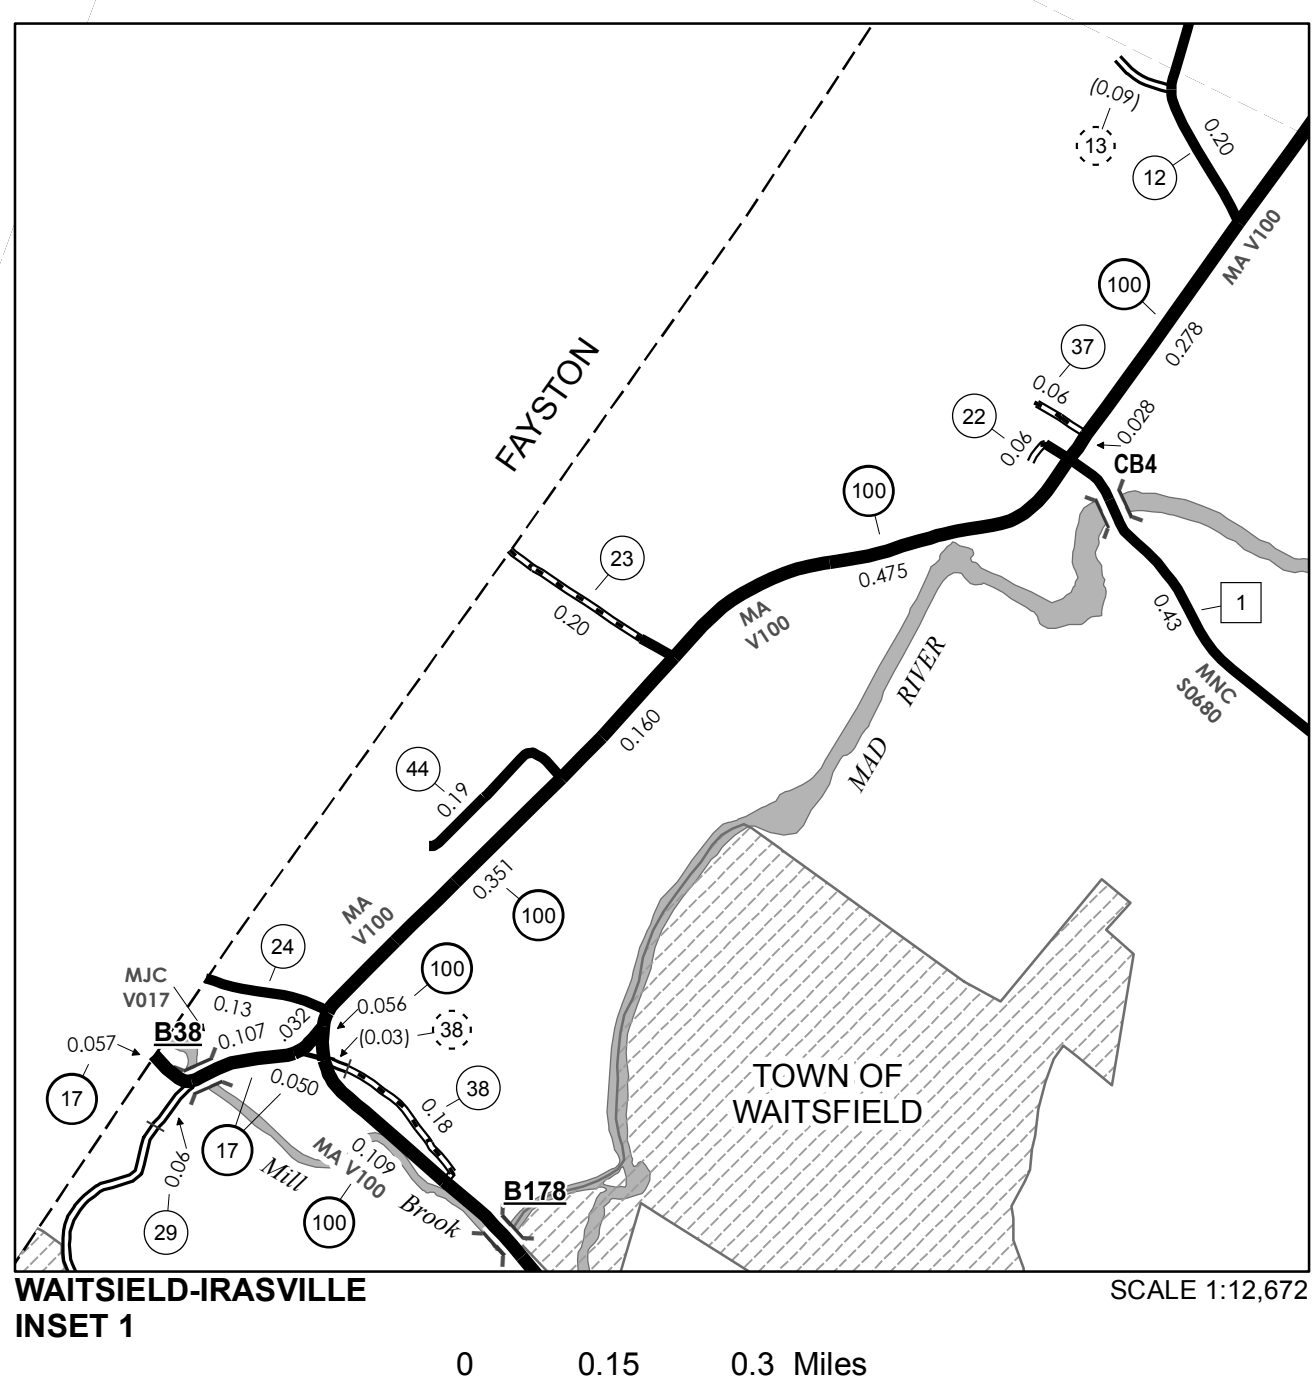 (0.09)
13
0.20
12
MA V100
100
0.278
37
0.06
22
0.06
0.028
CB4
FAYSTON
100
0.475
23
0.20
MA
V100
1
0.43
MNC
S0680
MAD RIVER
0.160
44
0.19
0.351
100
MA
V100
24
0.13
100
0.056
MJC
V017
B38
0.107
.032
(0.03)
38
0.057
17
0.050
38
0.18
TOWN OF
WAITSFIELD
17
0.06
29
Mill Brook
MA V100
0.109
100
B178
WAITSIELD-IRASVILLE
INSET 1
SCALE 1:12,672
0 0.15 0.3 Miles